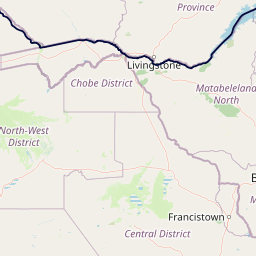 Province
Livingstone
Chobe District
Matabeleland
North
North-West
District
Francistown
Central District